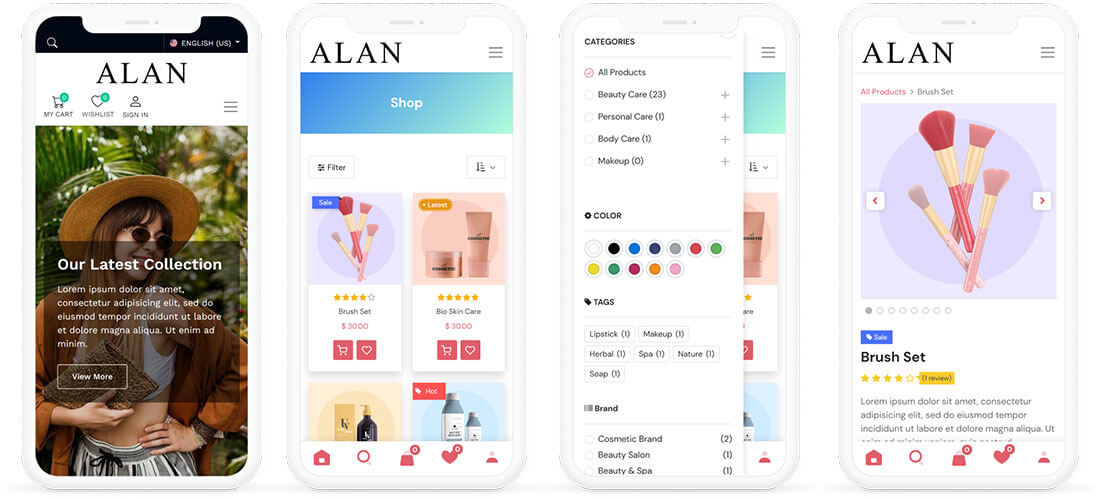 ENGLISH (US)
ALAN
0
0
MY CART
WISHLIST
SIGN IN
Our Latest Collection
Lorem ipsum dolor sit amet,
consectetur adipisicing elit, sed do
eiusmod tempor incididunt ut labore
et dolore magna aliqua. Ut enim ad
minim.
View More
ALAN
Shop
Filter
Sale
Latest
COSMETIC
COSMETIC
Brush Set
Bio Skin Care
$ 30.00
$ 30.00
Hot
0
0
CATEGORIES
All Products
Beauty Care (23)
Personal Care (1)
Body Care (1)
Makeup (0)
COLOR
TAGS
Lipstick (1)
Makeup (1)
Herbal (1)
Spa (1)
Nature (1)
Soap (1)
Brand
Cosmetic Brand (2)
Beauty Salon (1)
Beauty & Spa (1)
0
ALAN
All Products > Brush Set
Sale
Brush Set
(1 review)
Lorem ipsum dolor sit amet, consectetur
adipisicing elit, sed do eiusmod tempor
incididunt ut labore et dolore magna aliqua. Ut
0
0